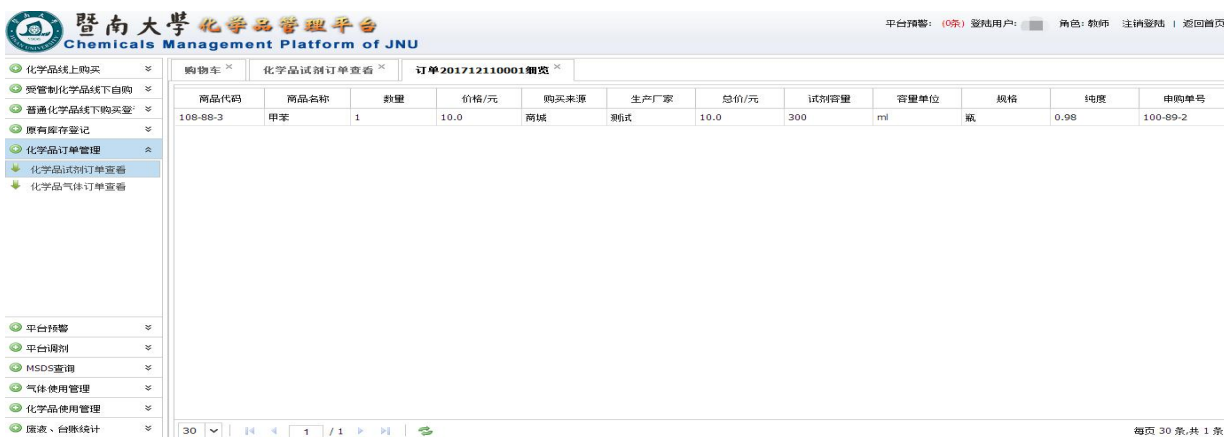 暨南大学化学品管理平台
Chemicals Management Platform of JNU
平台预警: (0条) 登陆用户: 角色: 教师 注销登陆 | 返回首页
化学品线上购买
受管制化学品线下自购
普通化学品线下购买登
原有库存登记
化学品订单管理
化学品试剂订单查看
化学品气体订单查看
平台预警
平台调剂
MSDS查询
气体使用管理
化学品使用管理
废液、台账统计
购物车 × 化学品试剂订单查看 × 订单201712110001细览 ×
商品代码 商品名称 数量 价格/元 购买来源 生产厂家 总价/元 试剂容量 容量单位 规格 纯度 申购单号
108-88-3 甲苯 1 10.0 商城 测试 10.0 300 ml 瓶 0.98 100-89-2
30 1 / 1 每页 30 条,共 1 条